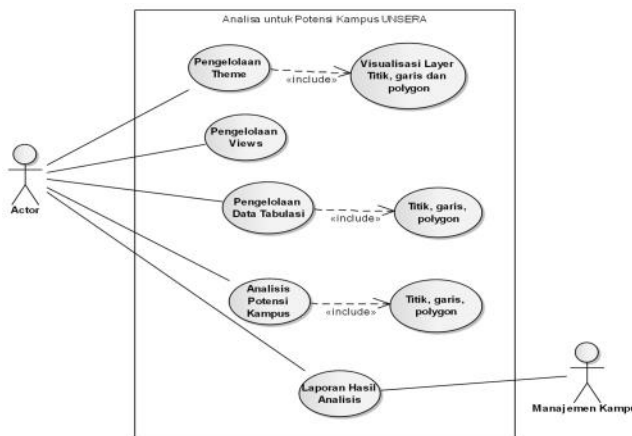 Analisa untuk Potensi Kampus UNSERA
Pengelolaan
Theme
«include»
Visualisasi Layer
Titik, garis dan
polygon
Pengelolaan
Views
Actor
Pengelolaan
Data Tabulasi
«include»
Titik, garis,
polygon
Analisis
Potensi
Kampus
«include»
Titik, garis,
polygon
Laporan Hasil
Analisis
Manajemen Kampu